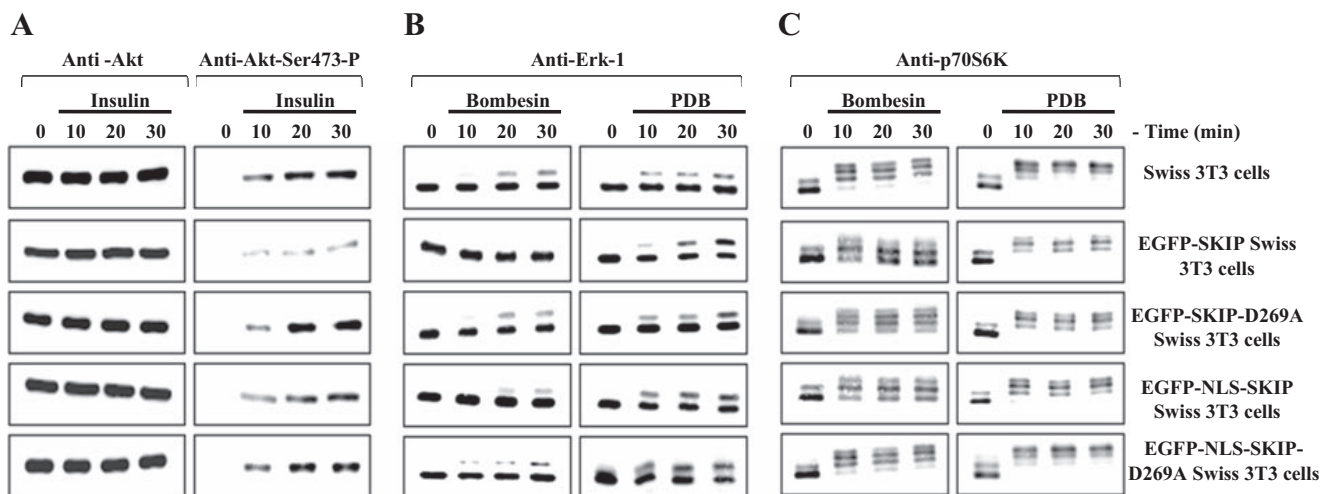 A
B
C
Anti -Akt
Anti-Akt-Ser473-P
Anti-Erk-1
Anti-p70S6K
Insulin
Insulin
Bombesin
PDB
Bombesin
PDB
0 10 20 30
0 10 20 30
0 10 20 30
0 10 20 30
0 10 20 30
0 10 20 30
- Time (min)
Swiss 3T3 cells
EGFP-SKIP Swiss
3T3 cells
EGFP-SKIP-D269A
Swiss 3T3 cells
EGFP-NLS-SKIP
Swiss 3T3 cells
EGFP-NLS-SKIP-
D269A Swiss 3T3 cells